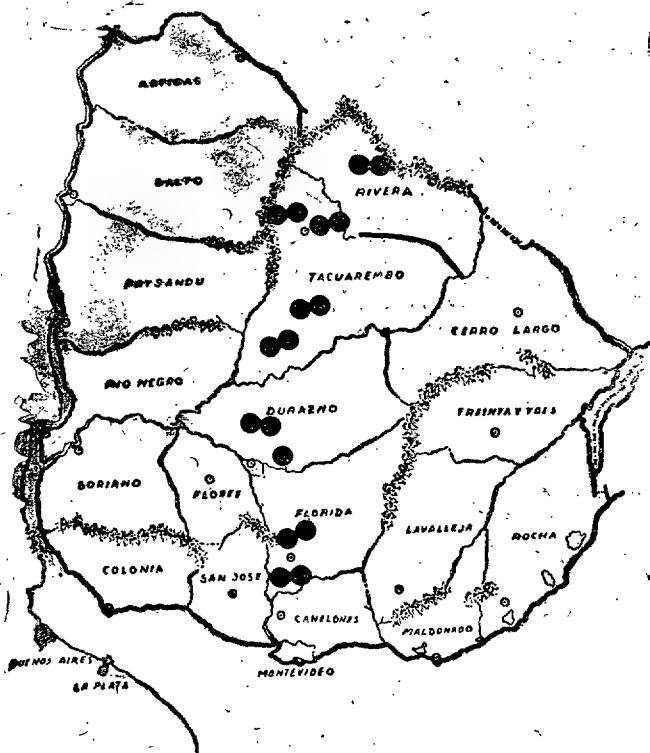 ARTIGAS
SALTO
RIVERA
PAYSANDU
TACUAREMBO
CERRO LARGO
RIO NEGRO
DURAZNO
TREINTA Y TRES
SORIANO
FLORES
FLORIDA
LAVALLEJA
ROCHA
COLONIA
SAN JOSE
CANELONES
MALDONADO
BUENOS AIRES
LA PLATA
MONTEVIDEO